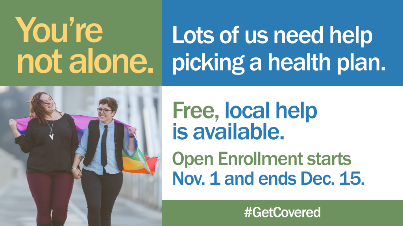 You're
not alone.
Lots of us need help
picking a health plan.
Free, local help
is available.
Open Enrollment starts
Nov. 1 and ends Dec. 15.
#GetCovered